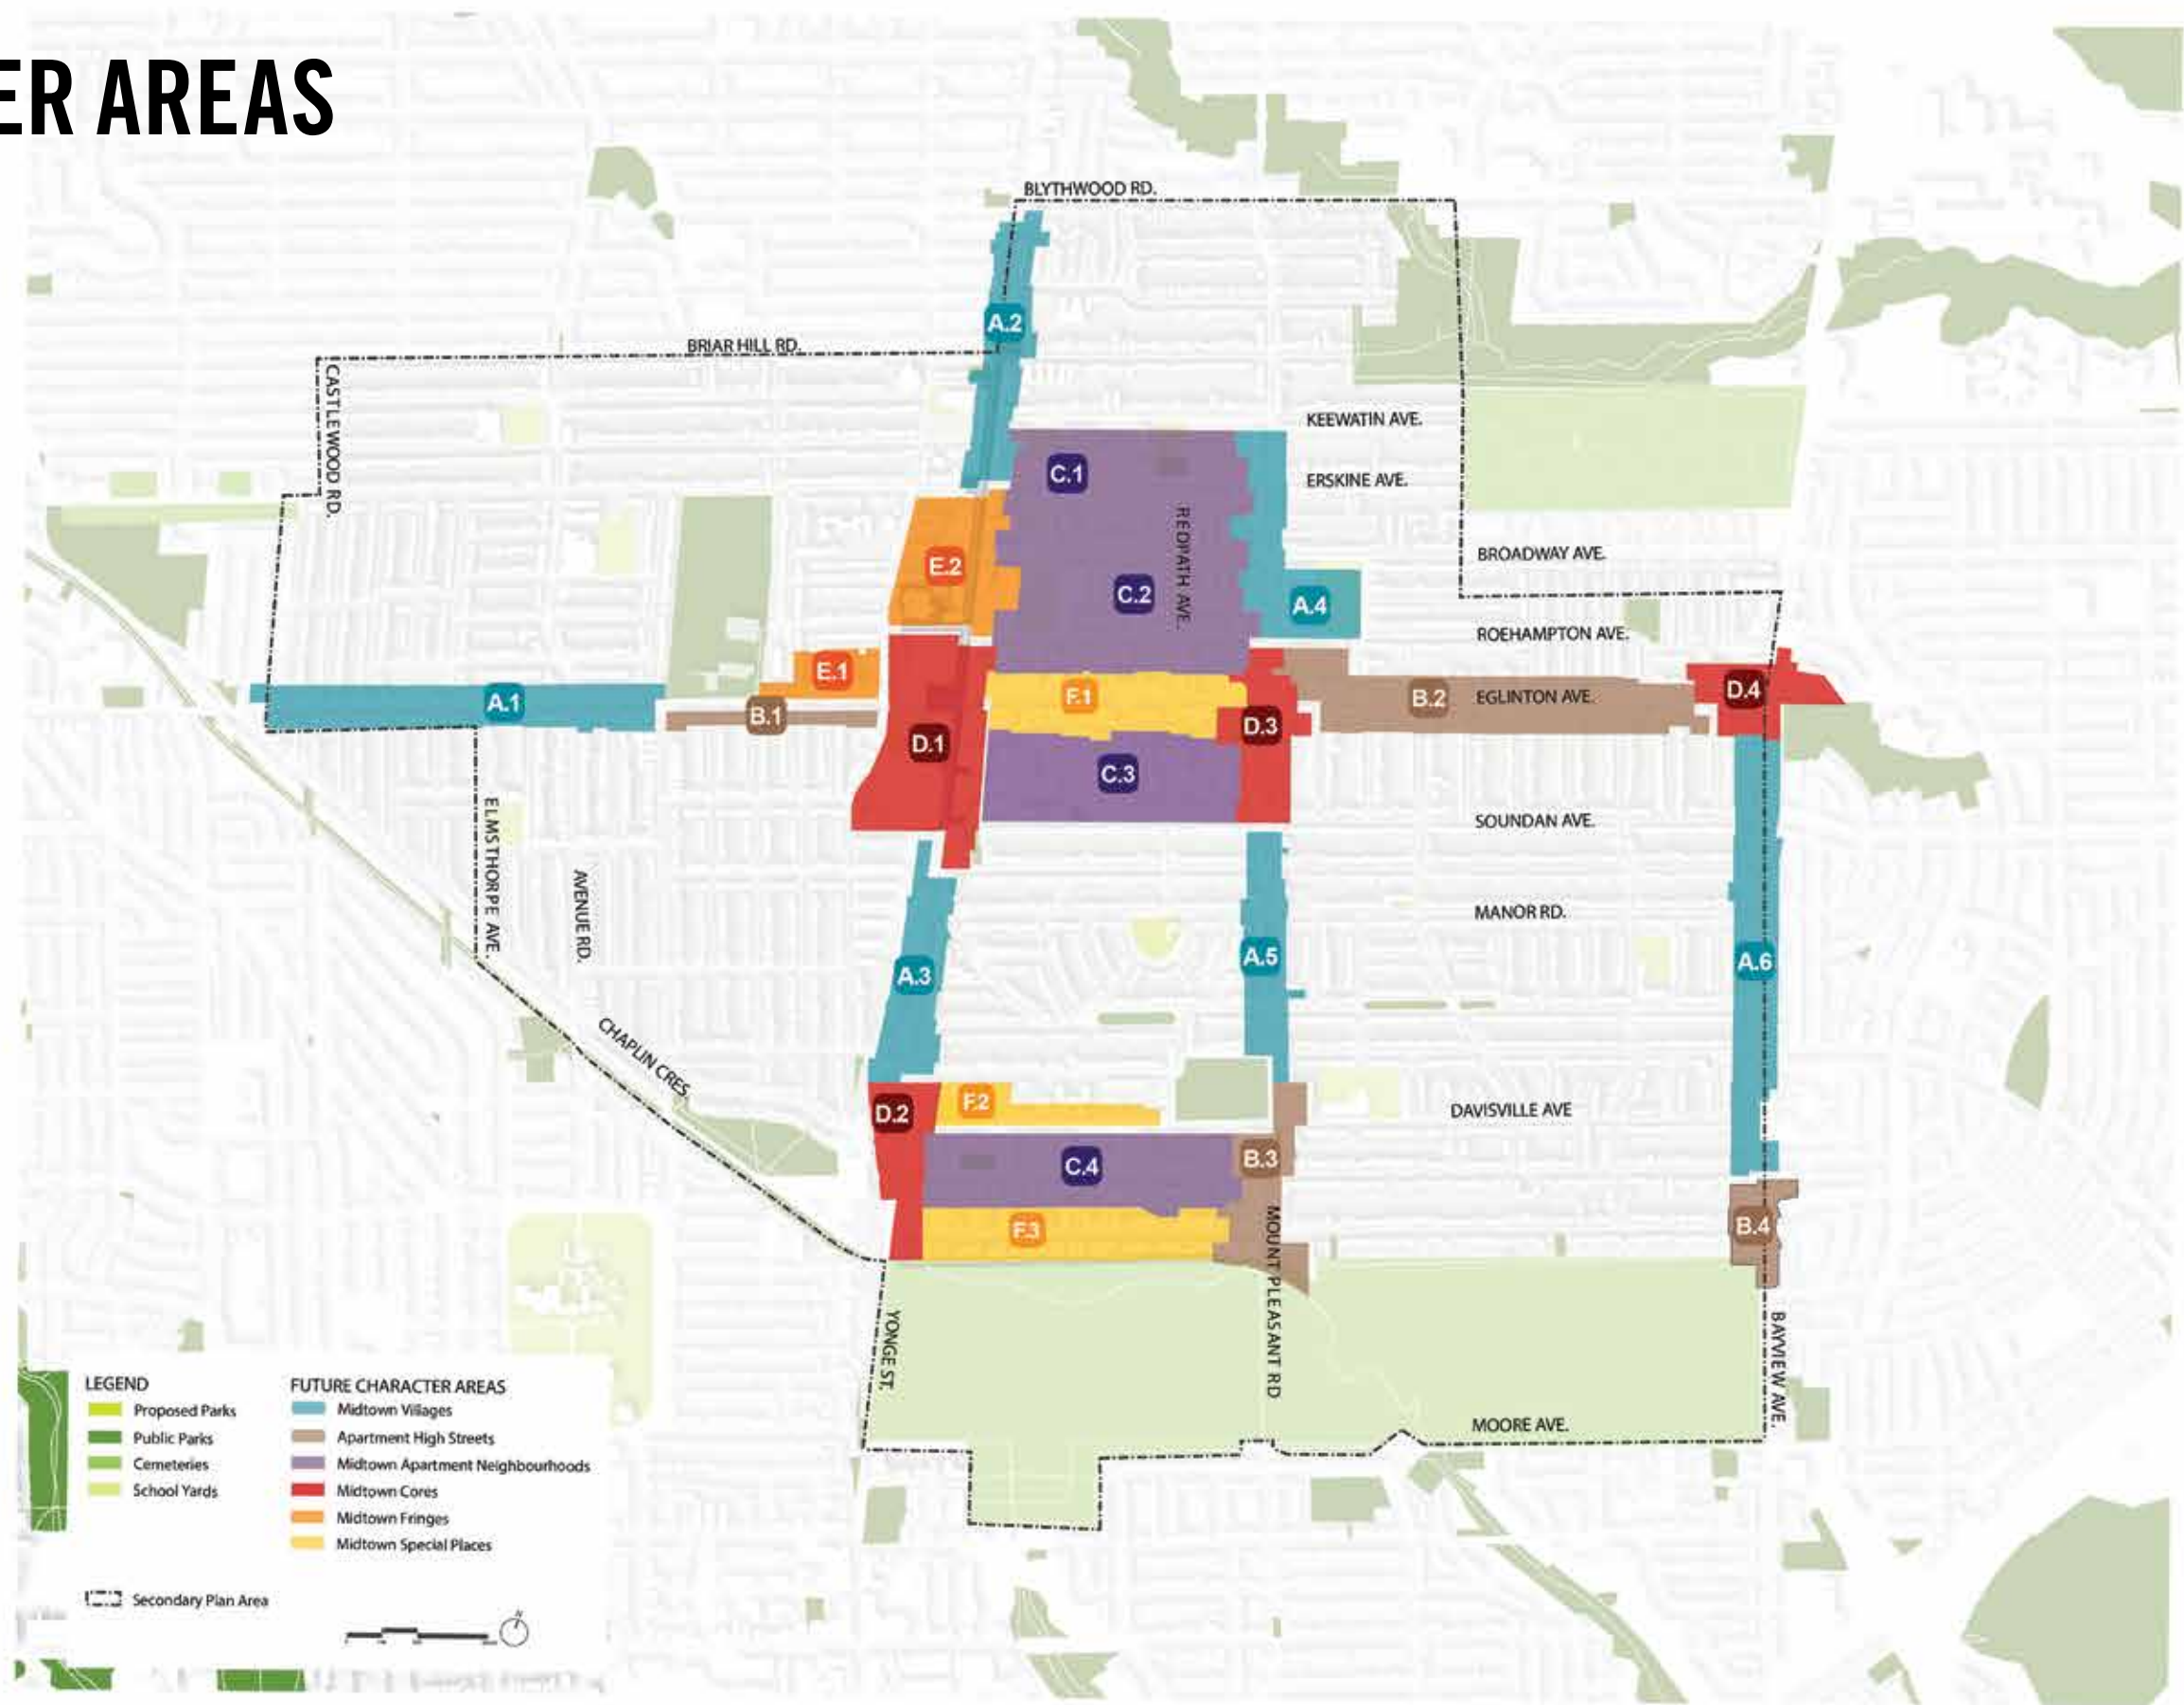 ER AREAS
BLYTHWOOD RD.
A.2
BRIAR HILL RD.
CASTLEWOOD RD.
KEEWATIN AVE.
C.1
ERSKINE AVE.
REDPATH AVE.
BROADWAY AVE.
E.2
C.2
A.4
ROEHAMPTON AVE.
E.1
A.1
B.1
F.1
B.2
EGLINTON AVE.
D.4
D.3
D.1
C.3
ELMSTHORPE AVE.
SOUNDAN AVE.
AVENUE RD.
MANOR RD.
A.3
A.5
A.6
CHAPLIN CRES.
D.2
F.2
DAVISVILLE AVE
C.4
B.3
F.3
B.4
MOUNT PLEASANT RD
YONGE ST.
BAYVIEW AVE.
MOORE AVE.
LEGEND
Proposed Parks
Public Parks
Cemeteries
School Yards
FUTURE CHARACTER AREAS
Midtown Villages
Apartment High Streets
Midtown Apartment Neighbourhoods
Midtown Cores
Midtown Fringes
Midtown Special Places
Secondary Plan Area
N